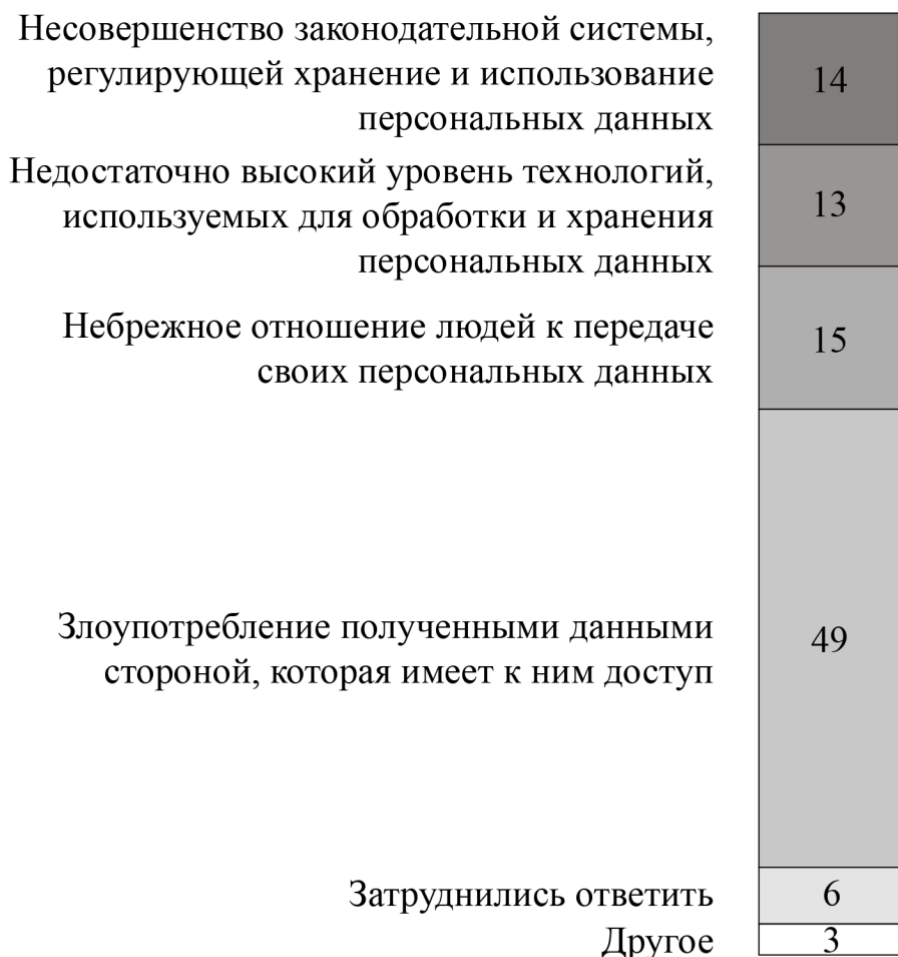 Несовершенство законодательной системы,
регулирующей хранение и использование
персональных данных
14
Недостаточно высокий уровень технологий,
используемых для обработки и хранения
персональных данных
13
Небрежное отношение людей к передаче
своих персональных данных
15
Злоупотребление полученными данными
стороной, которая имеет к ним доступ
49
Затруднились ответить
6
Другое
3